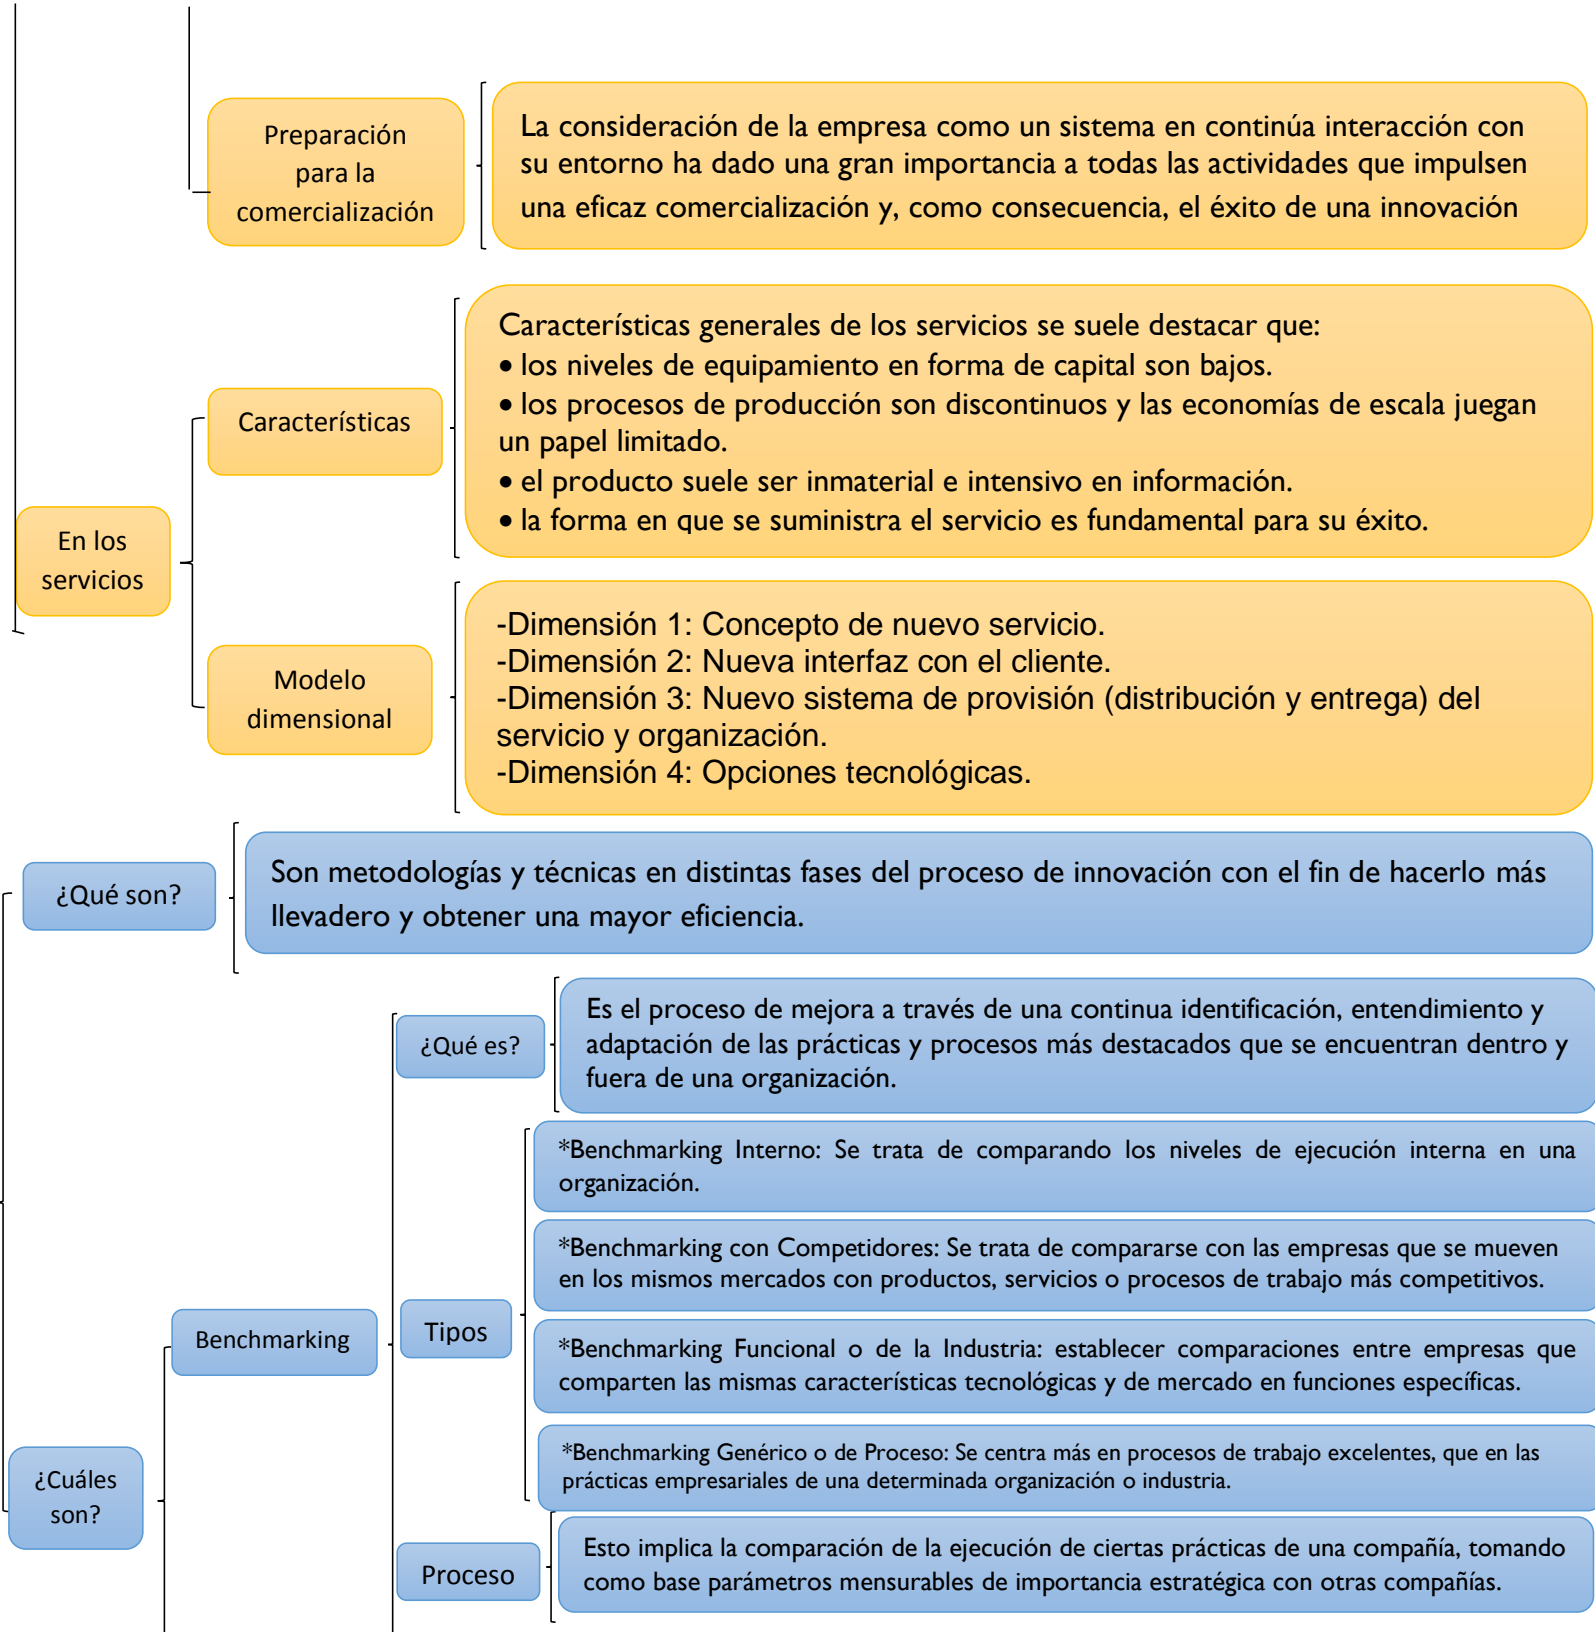 Preparación
para la
comercialización
La consideración de la empresa como un sistema en continúa interacción con
su entorno ha dado una gran importancia a todas las actividades que impulsen
una eficaz comercialización y, como consecuencia, el éxito de una innovación
En los
servicios
Características
Características generales de los servicios se suele destacar que:
• los niveles de equipamiento en forma de capital son bajos.
• los procesos de producción son discontinuos y las economías de escala juegan
un papel limitado.
• el producto suele ser inmaterial e intensivo en información.
• la forma en que se suministra el servicio es fundamental para su éxito.
Modelo
dimensional
-Dimensión 1: Concepto de nuevo servicio.
-Dimensión 2: Nueva interfaz con el cliente.
-Dimensión 3: Nuevo sistema de provisión (distribución y entrega) del
servicio y organización.
-Dimensión 4: Opciones tecnológicas.
¿Qué son?
Son metodologías y técnicas en distintas fases del proceso de innovación con el fin de hacerlo más
llevadero y obtener una mayor eficiencia.
¿Cuáles
son?
Benchmarking
¿Qué es?
Es el proceso de mejora a través de una continua identificación, entendimiento y
adaptación de las prácticas y procesos más destacados que se encuentran dentro y
fuera de una organización.
Tipos
*Benchmarking Interno: Se trata de comparando los niveles de ejecución interna en una
organización.
*Benchmarking con Competidores: Se trata de compararse con las empresas que se mueven
en los mismos mercados con productos, servicios o procesos de trabajo más competitivos.
*Benchmarking Funcional o de la Industria: establecer comparaciones entre empresas que
comparten las mismas características tecnológicas y de mercado en funciones específicas.
*Benchmarking Genérico o de Proceso: Se centra más en procesos de trabajo excelentes, que en las
prácticas empresariales de una determinada organización o industria.
Proceso
Esto implica la comparación de la ejecución de ciertas prácticas de una compañía, tomando
como base parámetros mensurables de importancia estratégica con otras compañías.